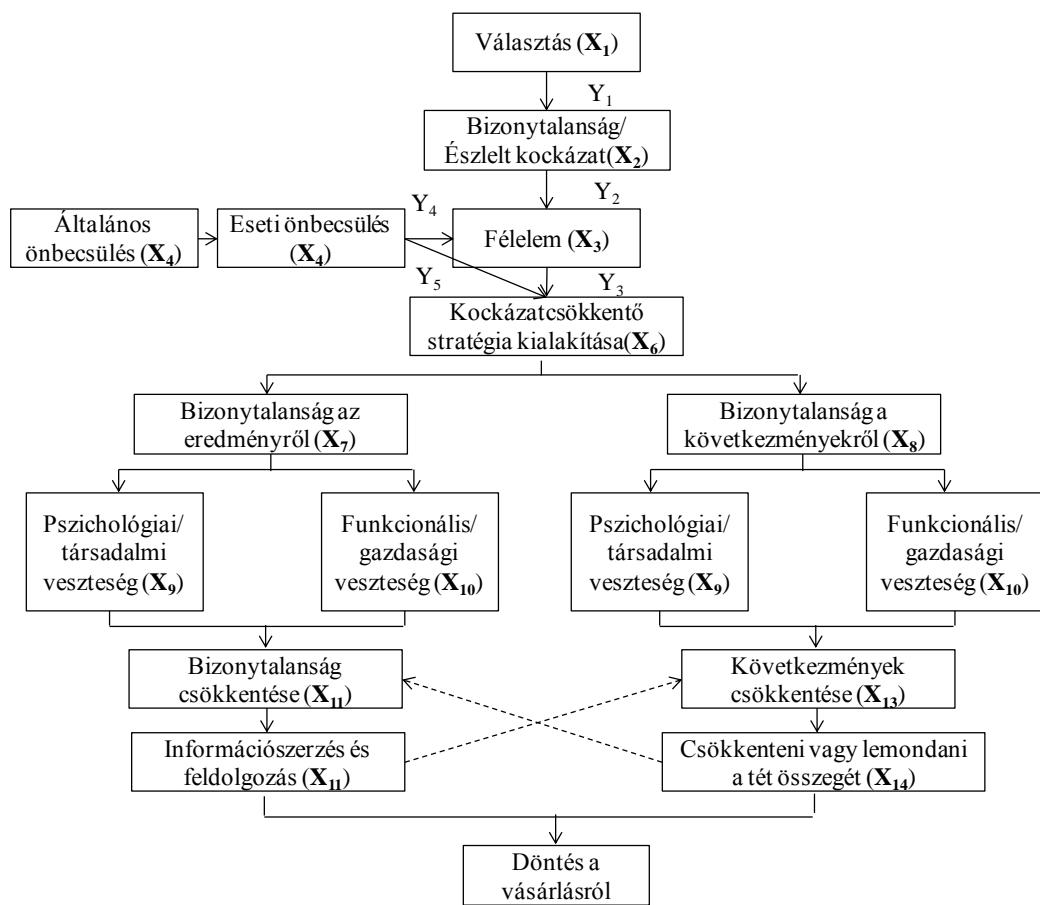 Választás (X1)
Y1
Bizonytalanság/
Észlelt kockázat(X2)
Y2
Általános
önbecsülés (X4)
Eseti önbecsülés
(X4)
Y4
Félelem (X3)
Y5
Y3
Kockázatcsökkentő
stratégia kialakítása(X6)
Bizonytalanság az
eredményről (X7)
Bizonytalanság a
következményekről (X8)
Pszichológiai/
társadalmi
veszteség (X9)
Funkcionális/
gazdasági
veszteség (X10)
Pszichológiai/
társadalmi
veszteség (X9)
Funkcionális/
gazdasági
veszteség (X10)
Bizonytalanság
csökkentése (X11)
Következmények
csökkentése (X13)
Információszerzés és
feldolgozás (X11)
Csökkenteni vagy lemondani
a tét összegét (X14)
Döntés a
vásárlásról